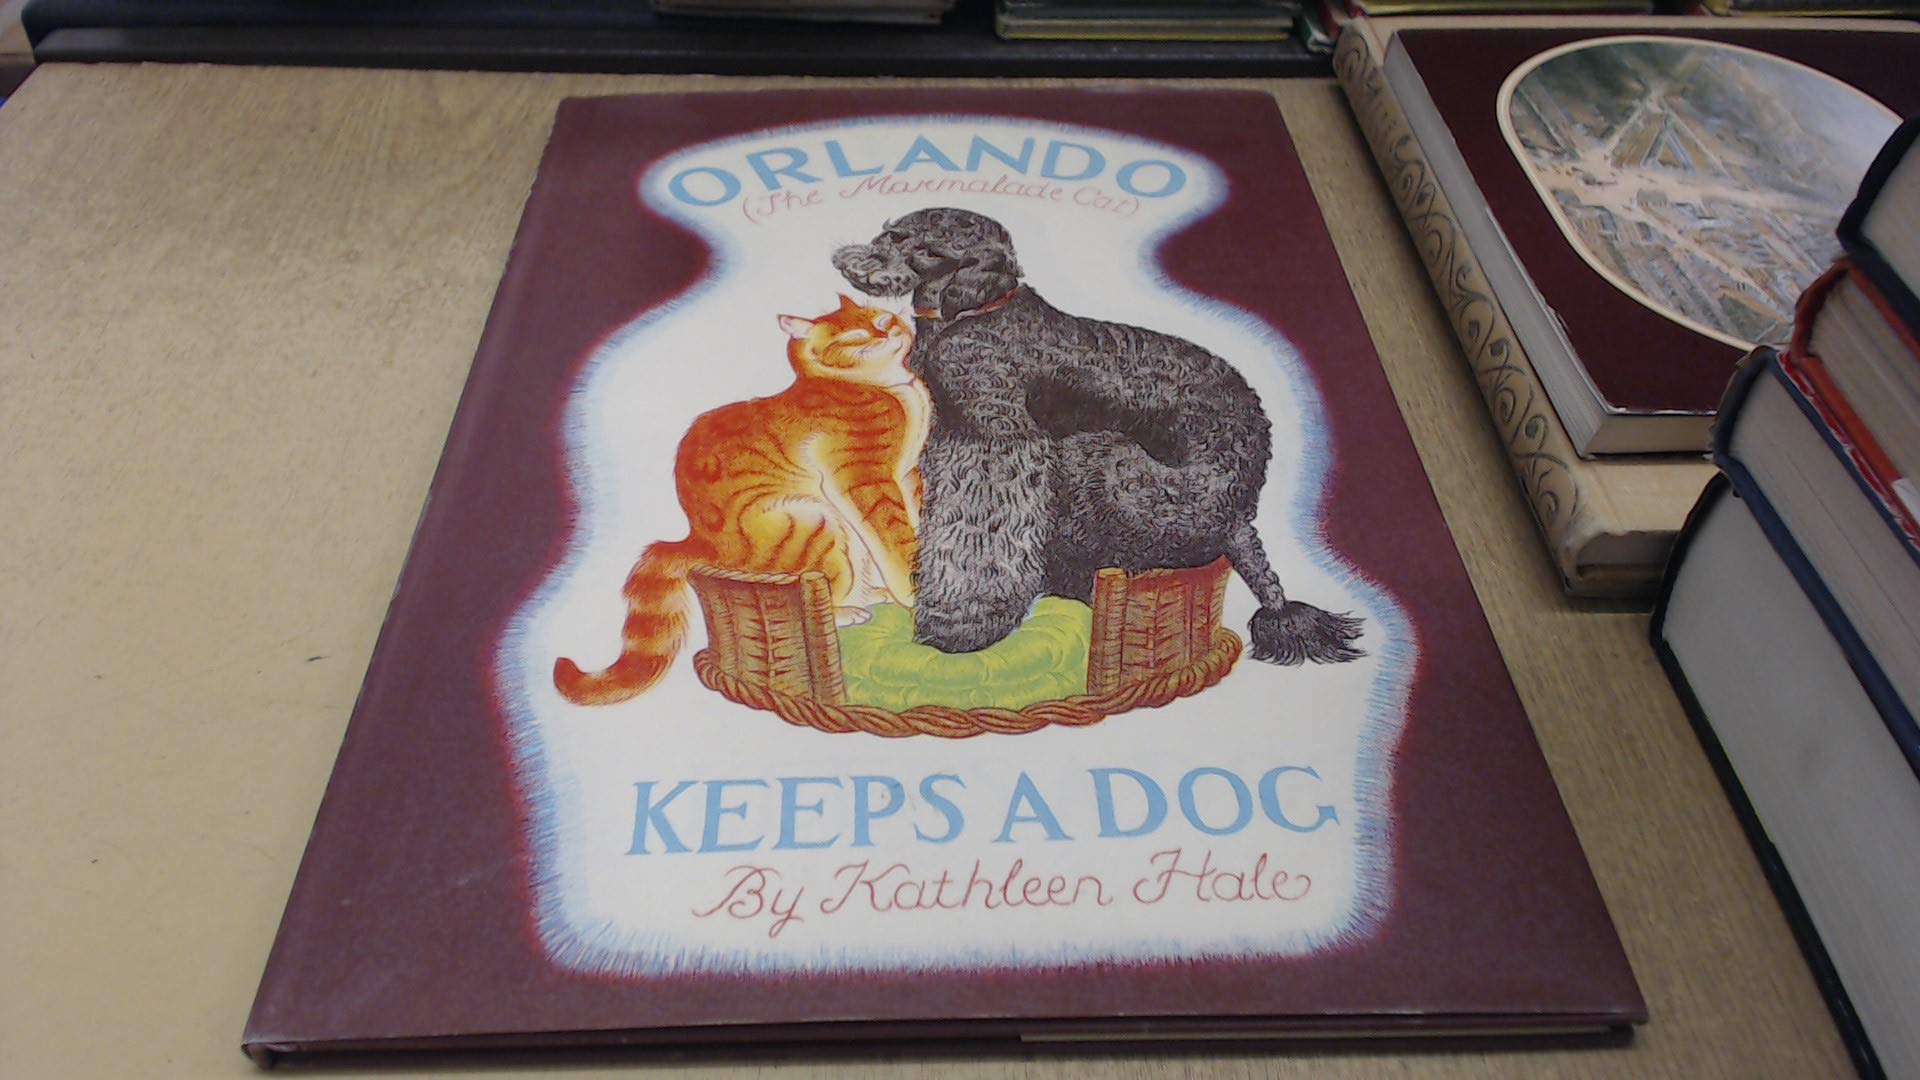 ORLANDO
(The Marmalade Cat)
KEEPS A DOG
By Kathleen Hale